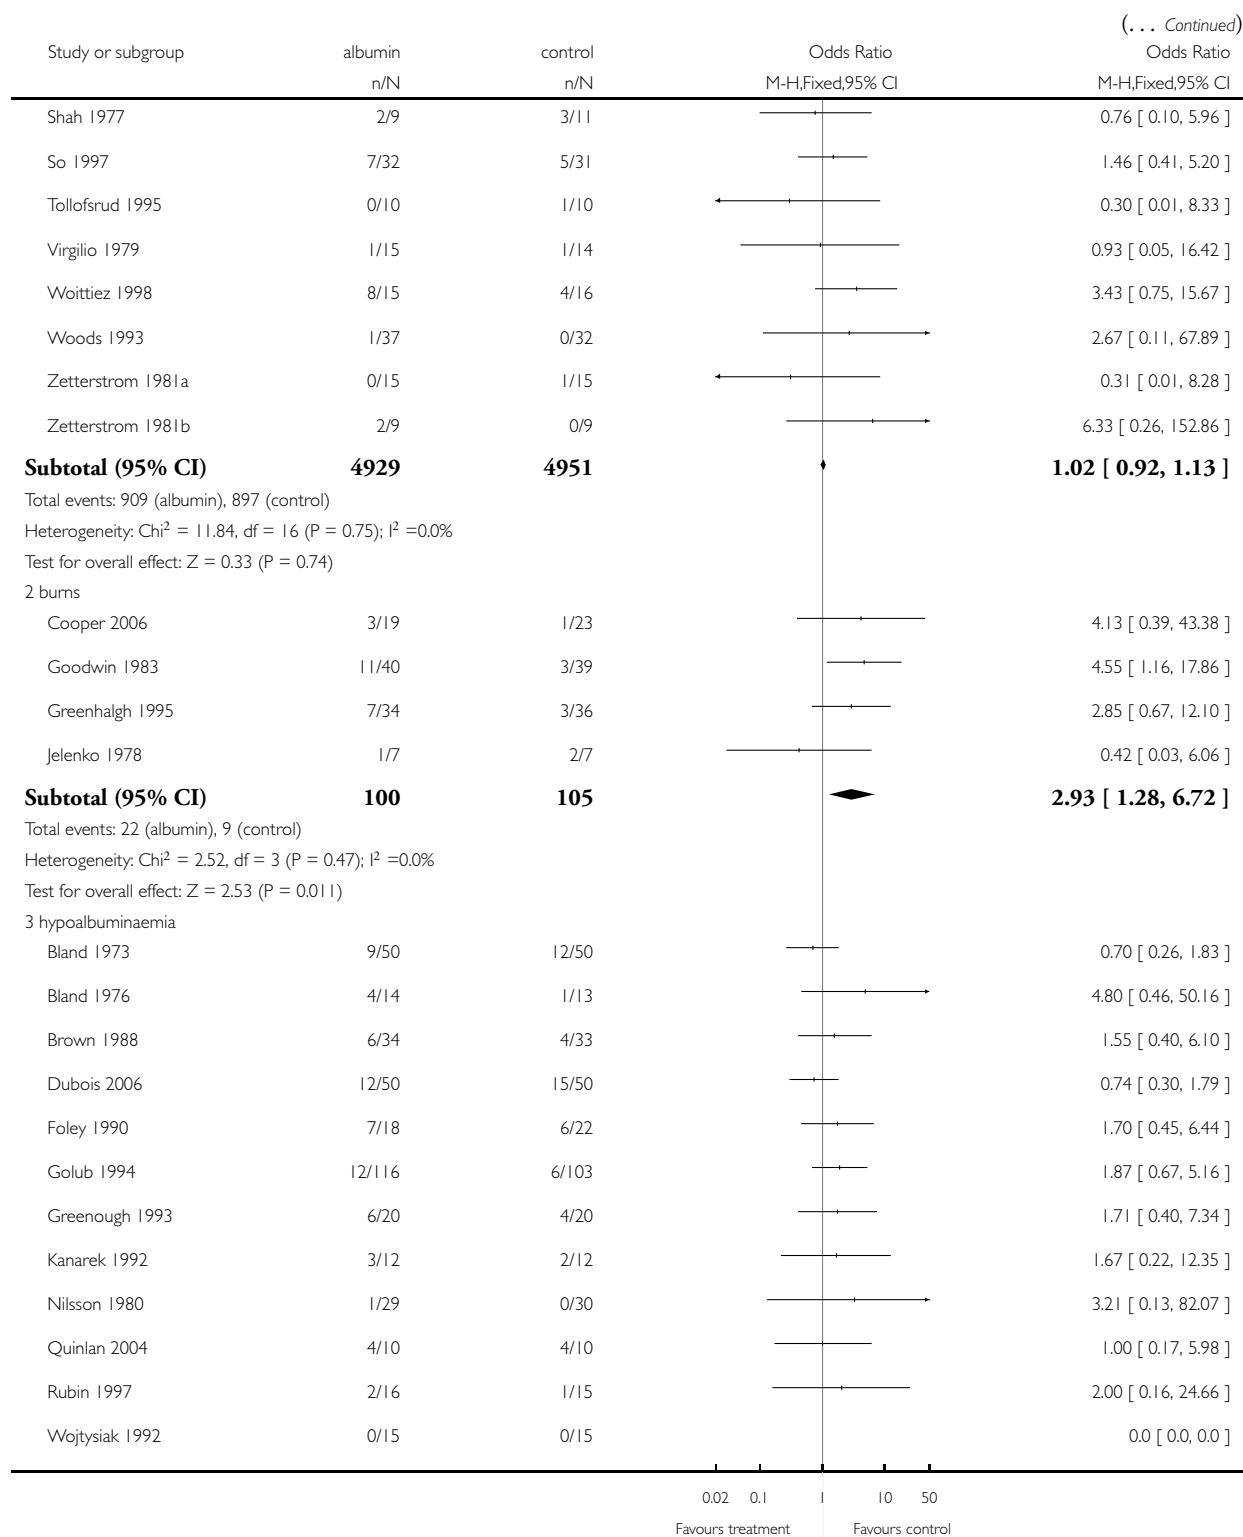 (... Continued)
Study or subgroup albumin control Odds Ratio Odds Ratio
n/N n/N M-H,Fixed,95% CI M-H,Fixed,95% CI
Shah 1977 2/9 3/11 0.76 [ 0.10, 5.96 ]
So 1997 7/32 5/31 1.46 [ 0.41, 5.20 ]
Tollofsrud 1995 0/10 1/10 0.30 [ 0.01, 8.33 ]
Virgilio 1979 1/15 1/14 0.93 [ 0.05, 16.42 ]
Woittiez 1998 8/15 4/16 3.43 [ 0.75, 15.67 ]
Woods 1993 1/37 0/32 2.67 [ 0.11, 67.89 ]
Zetterstrom 1981a 0/15 1/15 0.31 [ 0.01, 8.28 ]
Zetterstrom 1981b 2/9 0/9 6.33 [ 0.26, 152.86 ]
Subtotal (95% CI) 4929 4951 1.02 [ 0.92, 1.13 ]
Total events: 909 (albumin), 897 (control)
Heterogeneity: Chi² = 11.84, df = 16 (P = 0.75); I² =0.0%
Test for overall effect: Z = 0.33 (P = 0.74)
2 burns
Cooper 2006 3/19 1/23 4.13 [ 0.39, 43.38 ]
Goodwin 1983 11/40 3/39 4.55 [ 1.16, 17.86 ]
Greenhalgh 1995 7/34 3/36 2.85 [ 0.67, 12.10 ]
Jelenko 1978 1/7 2/7 0.42 [ 0.03, 6.06 ]
Subtotal (95% CI) 100 105 2.93 [ 1.28, 6.72 ]
Total events: 22 (albumin), 9 (control)
Heterogeneity: Chi² = 2.52, df = 3 (P = 0.47); I² =0.0%
Test for overall effect: Z = 2.53 (P = 0.011)
3 hypoalbuminaemia
Bland 1973 9/50 12/50 0.70 [ 0.26, 1.83 ]
Bland 1976 4/14 1/13 4.80 [ 0.46, 50.16 ]
Brown 1988 6/34 4/33 1.55 [ 0.40, 6.10 ]
Dubois 2006 12/50 15/50 0.74 [ 0.30, 1.79 ]
Foley 1990 7/18 6/22 1.70 [ 0.45, 6.44 ]
Golub 1994 12/116 6/103 1.87 [ 0.67, 5.16 ]
Greenough 1993 6/20 4/20 1.71 [ 0.40, 7.34 ]
Kanarek 1992 3/12 2/12 1.67 [ 0.22, 12.35 ]
Nilsson 1980 1/29 0/30 3.21 [ 0.13, 82.07 ]
Quinlan 2004 4/10 4/10 1.00 [ 0.17, 5.98 ]
Rubin 1997 2/16 1/15 2.00 [ 0.16, 24.66 ]
Wojtysiak 1992 0/15 0/15 0.0 [ 0.0, 0.0 ]
0.02 0.1 1 10 50
Favours treatment Favours control